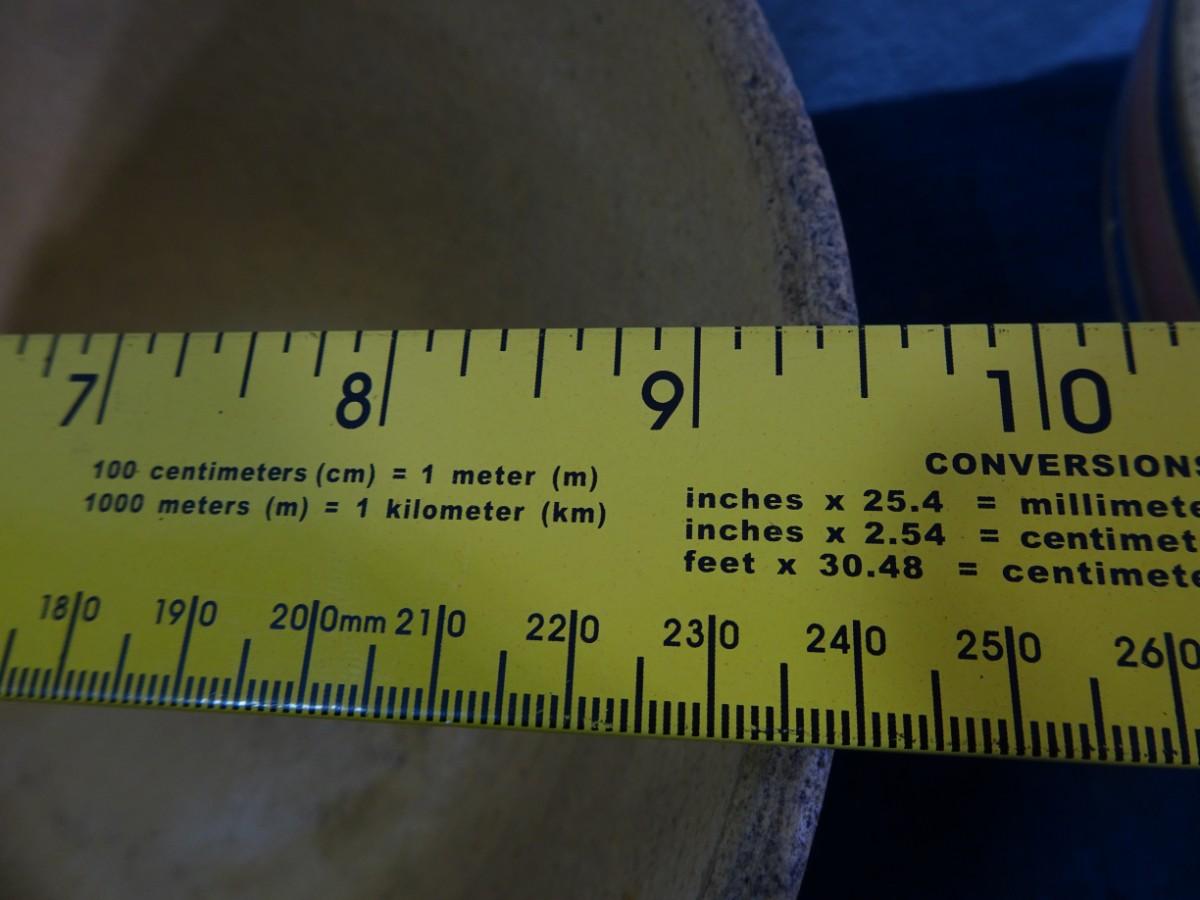 7 8 9 10
100 centimeters (cm) = 1 meter (m)
1000 meters (m) = 1 kilometer (km)
CONVERSIONS
inches x 25.4 = millimete
inches x 2.54 = centimet
feet x 30.48 = centimete
180 190 200mm 210 220 230 240 250 260